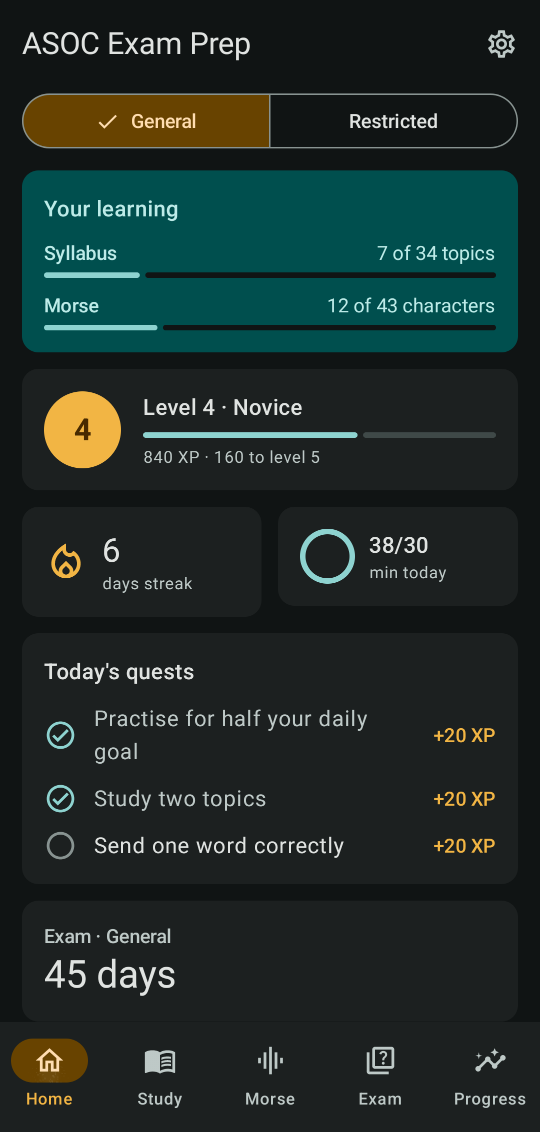 ASOC Exam Prep
General
Restricted
Your learning
Syllabus
7 of 34 topics
Morse
12 of 43 characters
4
Level 4 · Novice
840 XP · 160 to level 5
6
days streak
38/30
min today
Today's quests
Practise for half your daily
goal
+20 XP
Study two topics
+20 XP
Send one word correctly
+20 XP
Exam · General
45 days
Home
Study
Morse
Exam
Progress